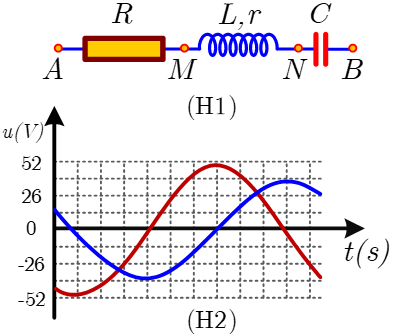 R L,r C
A M N B
(H1)
u(V)
52
26
0
-26
-52
t(s)
(H2)